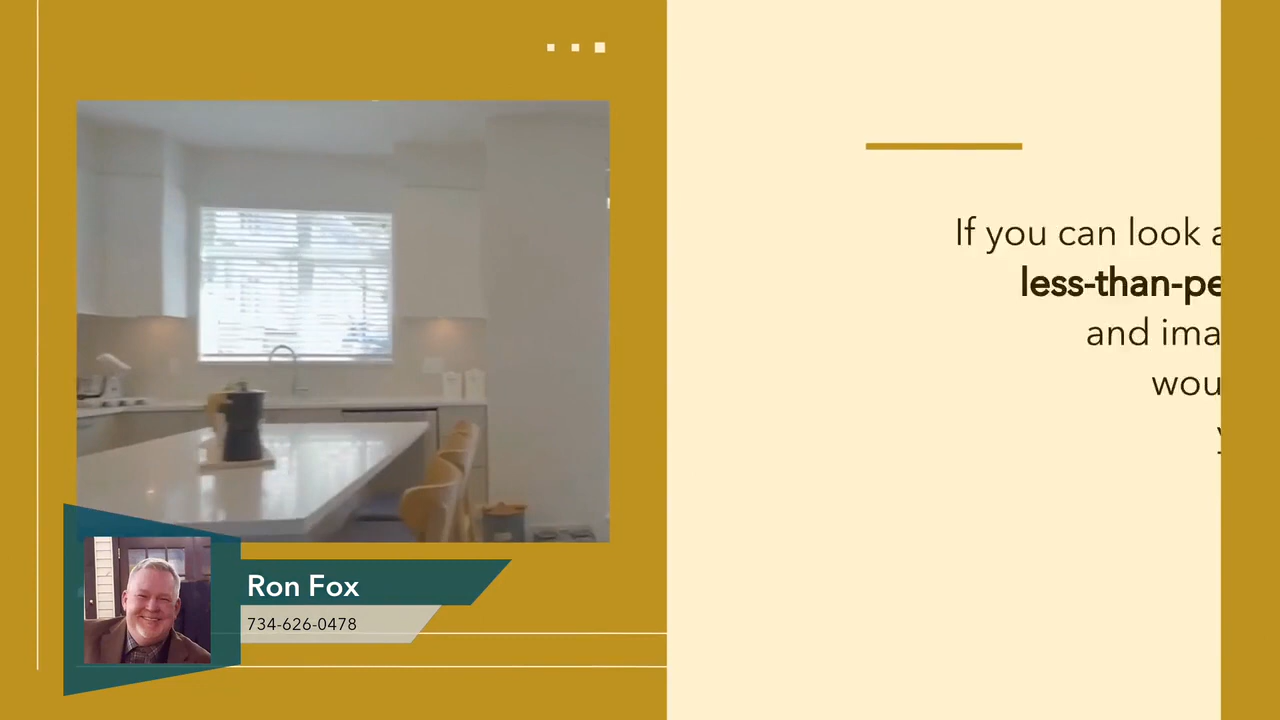 If you can look
less-than-pe
and ima
wou
Ron Fox
734-626-0478